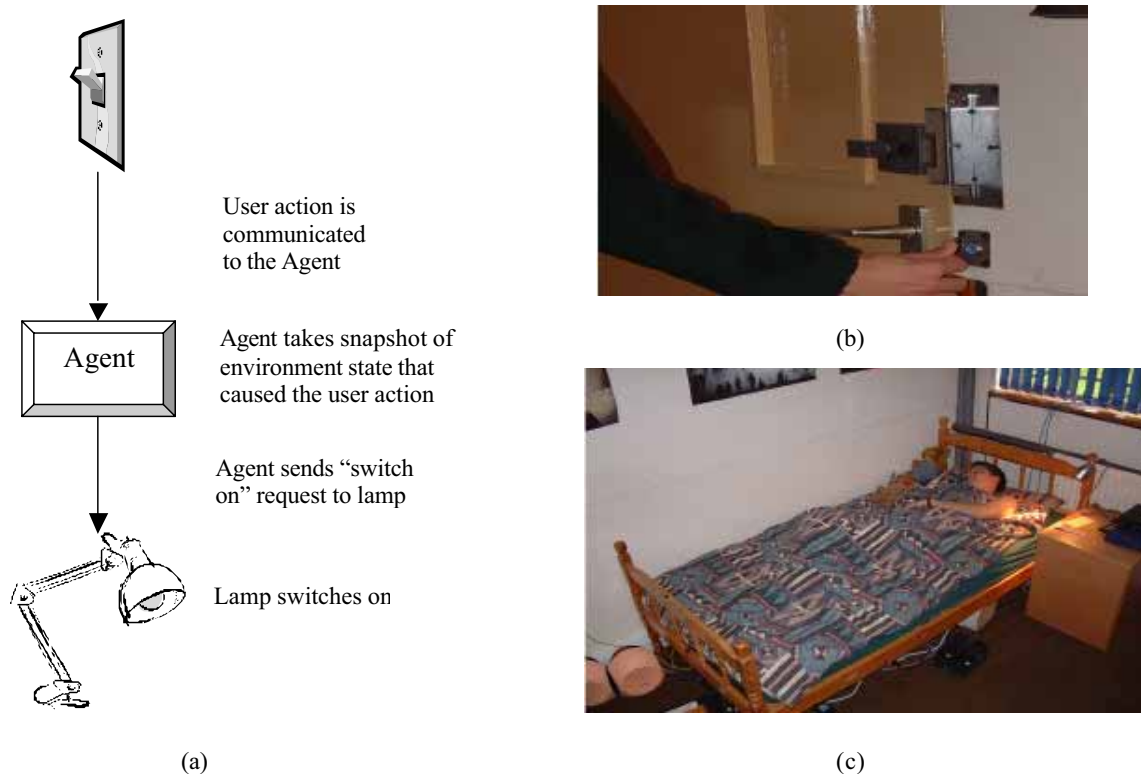 User action is
communicated
to the Agent
Agent
Agent takes snapshot of
environment state that
caused the user action
Agent sends “switch
on” request to lamp
Lamp switches on
(a)
(b)
(c)